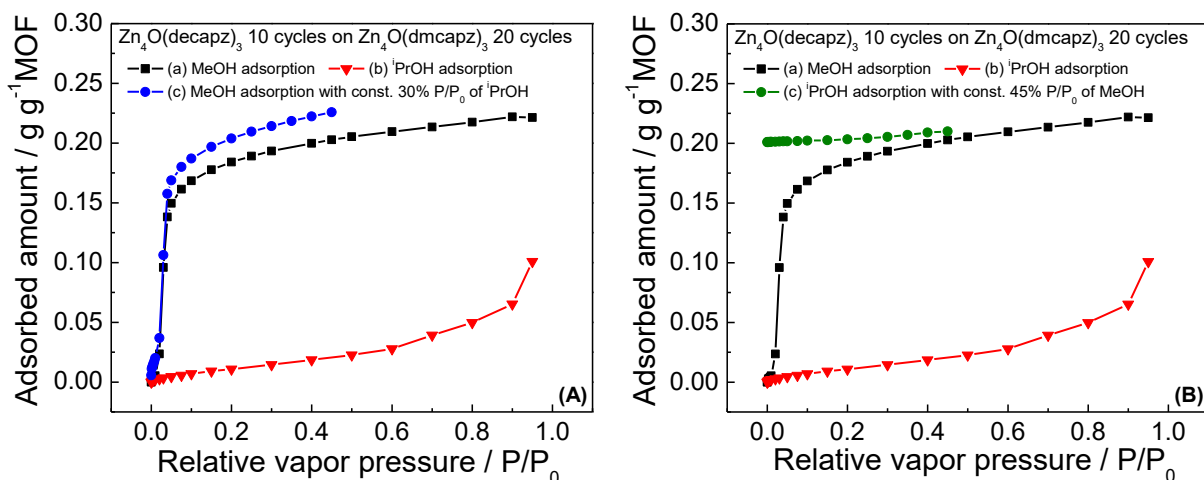 Zn4O(decapz)3 10 cycles on Zn4O(dmcapz)3 20 cycles
(a) MeOH adsorption (b) iPrOH adsorption
(c) MeOH adsorption with const. 30% P/P0 of iPrOH
Adsorbed amount / g g-1MOF
0.30
0.25
0.20
0.15
0.10
0.05
0.00
(A)
0.0 0.2 0.4 0.6 0.8 1.0
Relative vapor pressure / P/P0
Zn4O(decapz)3 10 cycles on Zn4O(dmcapz)3 20 cycles
(a) MeOH adsorption (b) iPrOH adsorption
(c) iPrOH adsorption with const. 45% P/P0 of MeOH
Adsorbed amount / g g-1MOF
0.30
0.25
0.20
0.15
0.10
0.05
0.00
(B)
0.0 0.2 0.4 0.6 0.8 1.0
Relative vapor pressure / P/P0